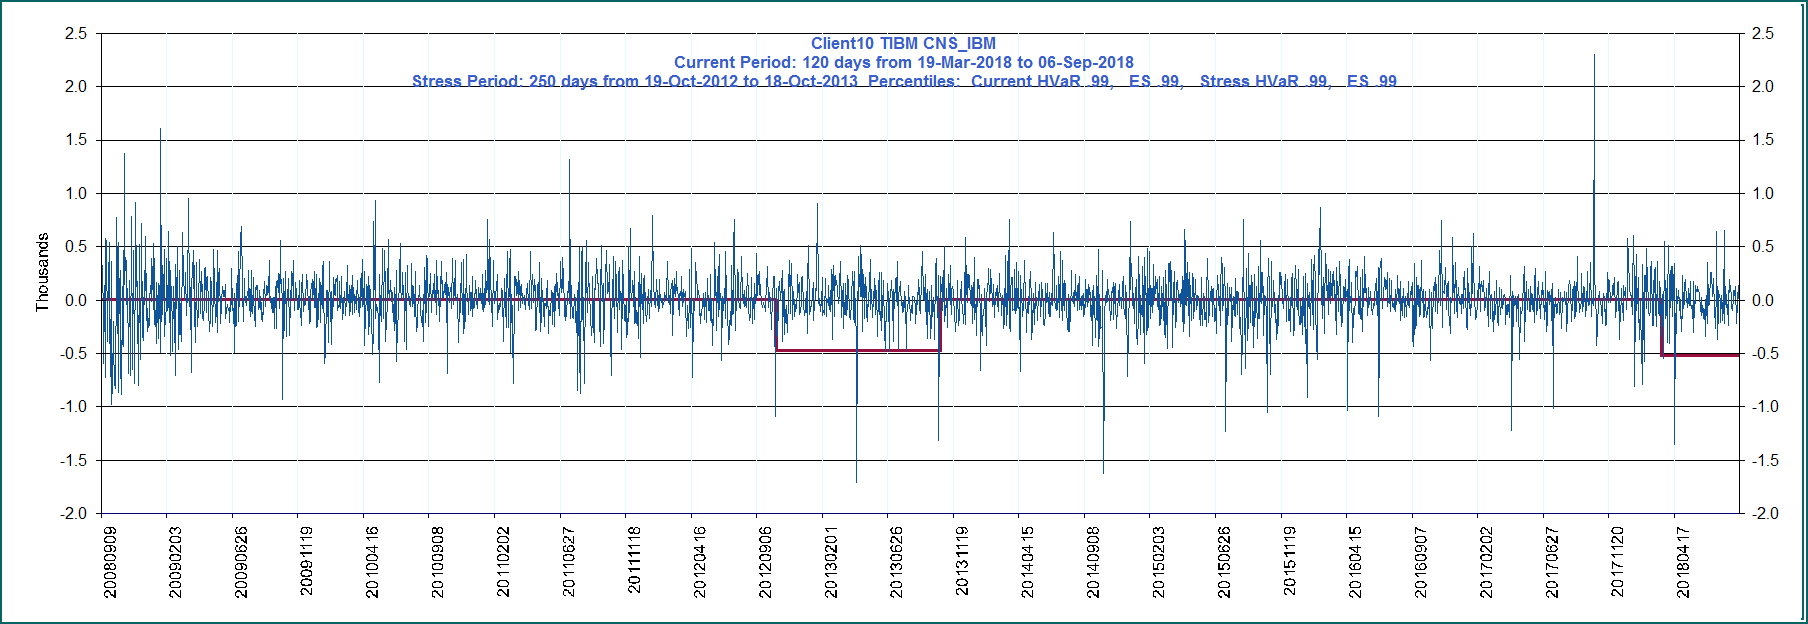 Client10 TIBM CNS_IBM
Current Period: 120 days from 19-Mar-2018 to 06-Sep-2018
Stress Period: 250 days from 19-Oct-2012 to 18-Oct-2013 Percentiles: Current HVaR .99, ES .99, Stress HVaR .99, ES .99
2.5 2.5
2.0 2.0
1.5 1.5
1.0 1.0
0.5 0.5
Thousands
0.0 0.0
-0.5 -0.5
-1.0 -1.0
-1.5 -1.5
-2.0 -2.0
20080909 20090203 20090626 20091119 20100416 20100908 20110202 20110627 20111118 20120416 20120906 20130201 20130626 20131119 20140415 20140908 20150203 20150626 20151119 20160415 20160907 20170202 20170627 20171120 20180417